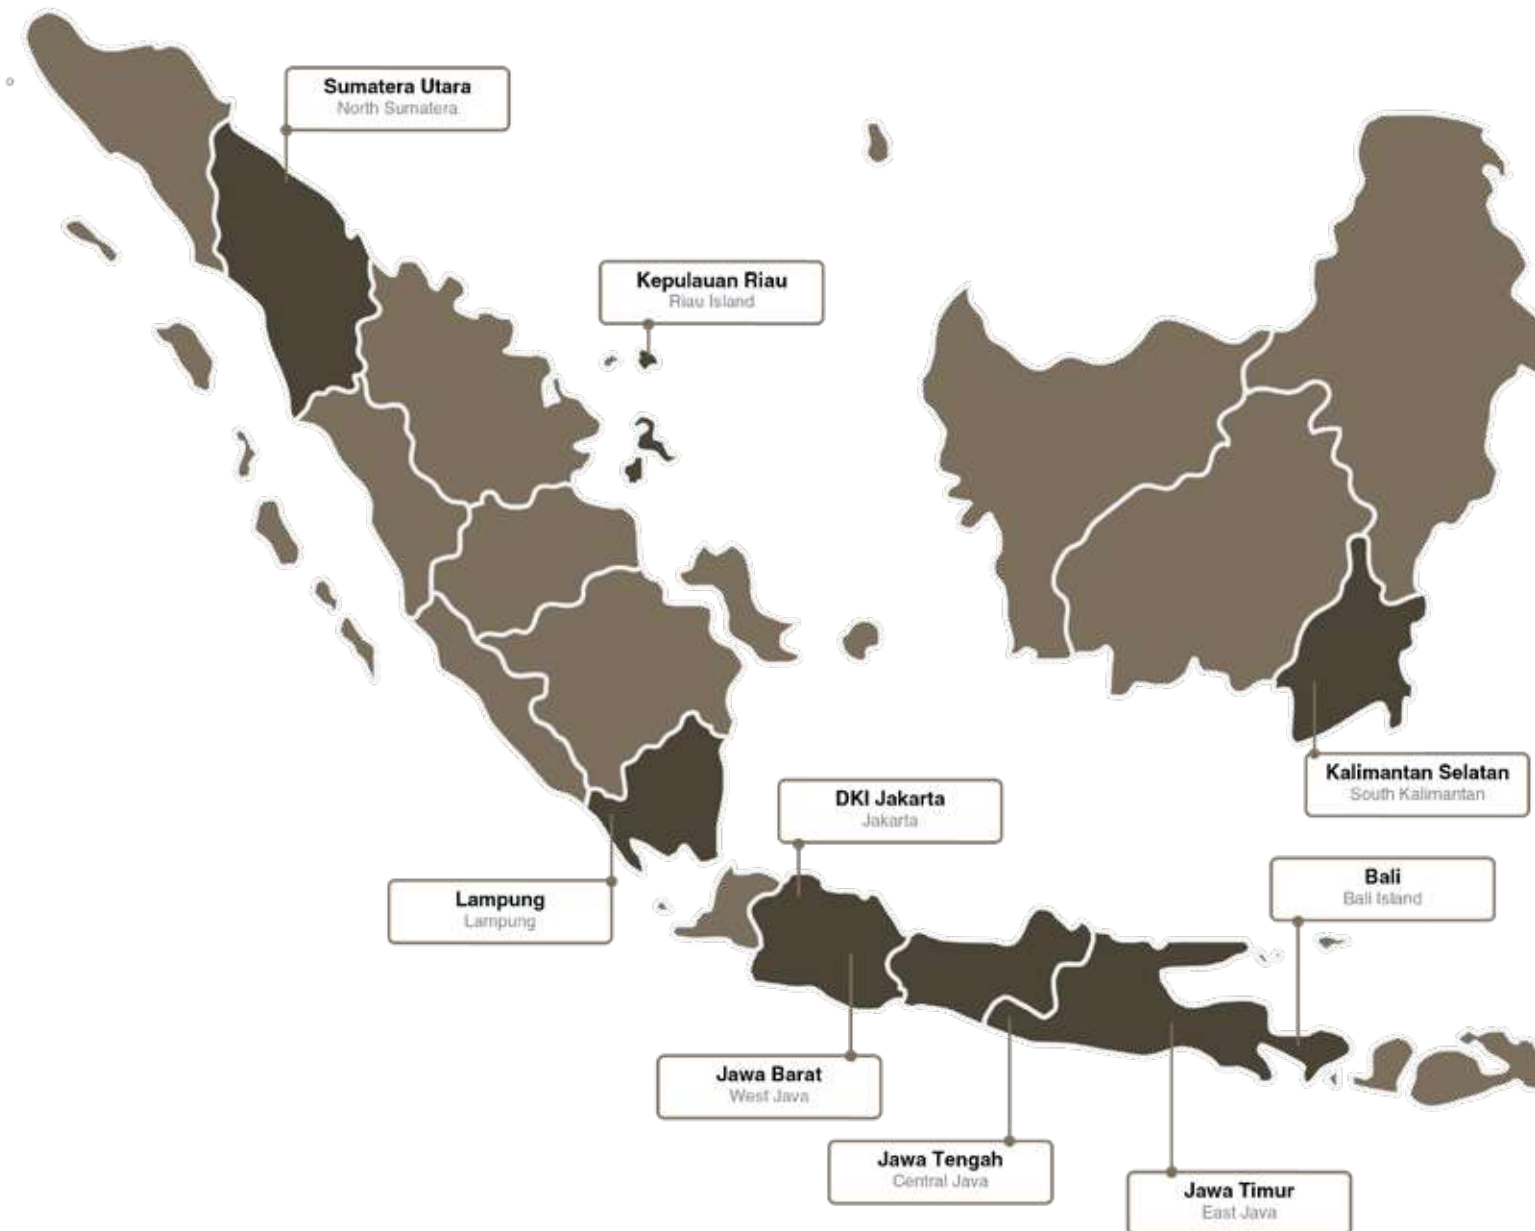 Sumatera Utara
North Sumatera
Kepulauan Riau
Riau Island
Kalimantan Selatan
South Kalimantan
DKI Jakarta
Jakarta
Bali
Bali Island
Lampung
Lampung
Jawa Barat
West Java
Jawa Tengah
Central Java
Jawa Timur
East Java